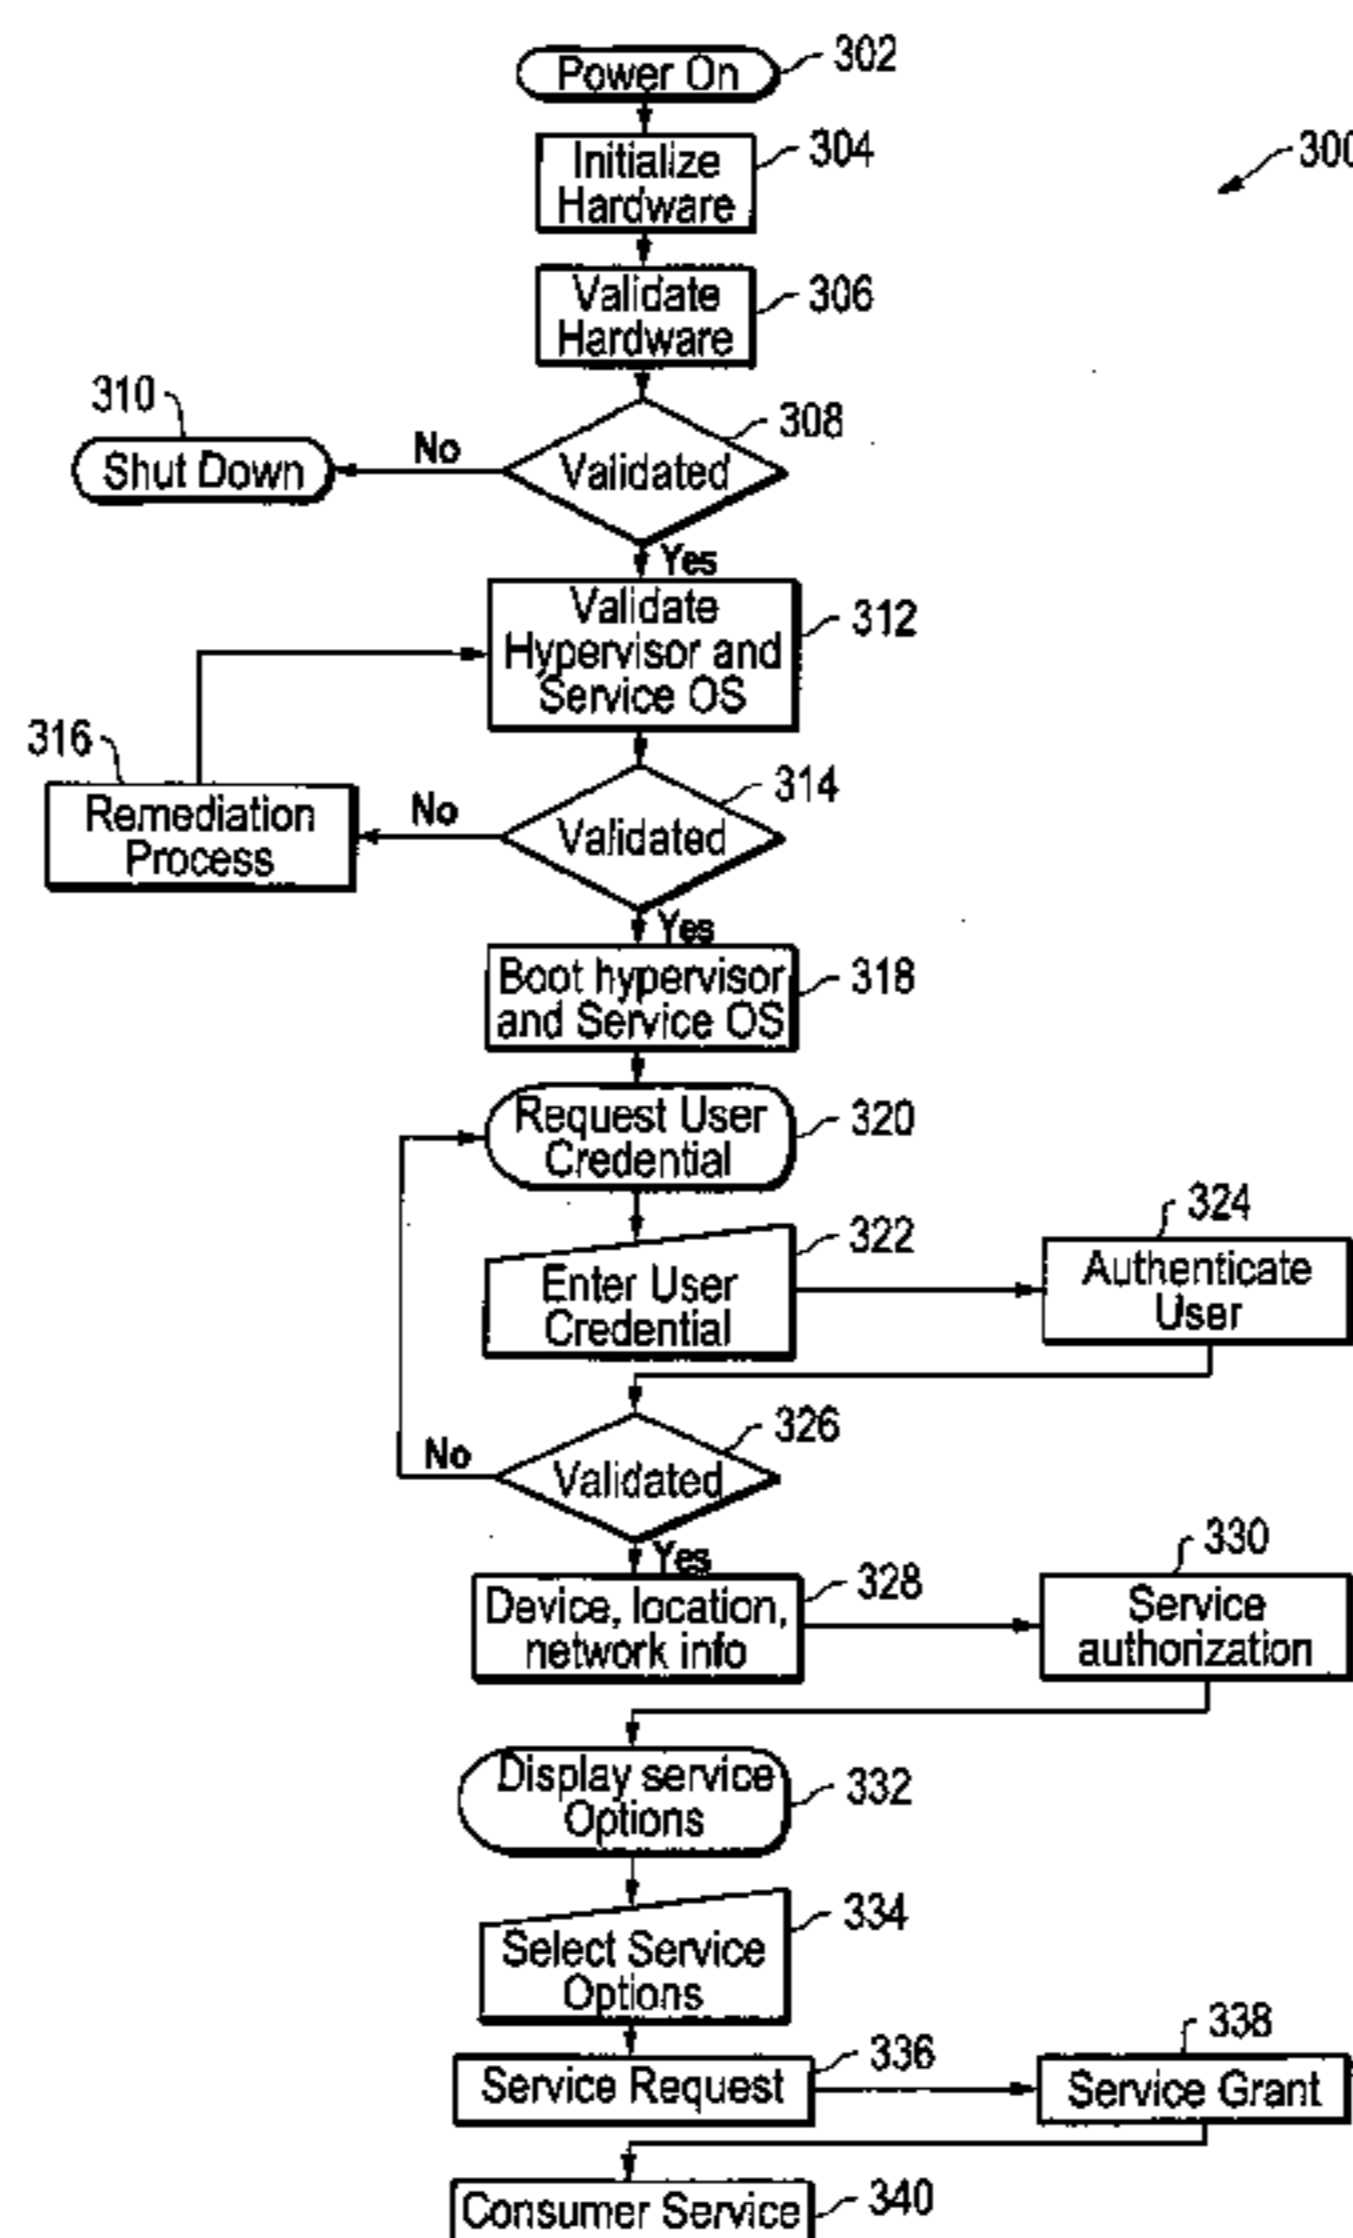 Power On
302
Initialize
Hardware
304
300
Validate
Hardware
306
310
Shut Down
No
Validated
308
Yes
Validate
Hypervisor and
Service OS
312
316
Remediation
Process
No
Validated
314
Yes
Boot hypervisor
and Service OS
318
Request User
Credential
320
Enter User
Credential
322
324
Authenticate
User
No
Validated
326
Yes
Device, location,
network info
328
330
Service
authorization
Display service
Options
332
Select Service
Options
334
Service Request
336
338
Service Grant
Consumer Service
340